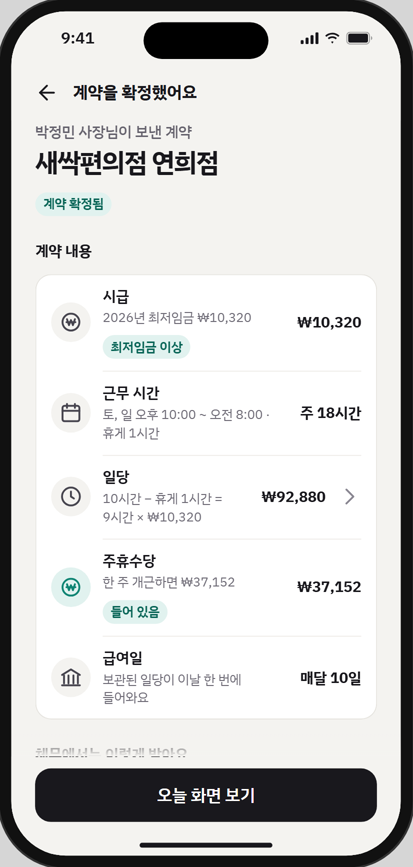 9:41
계약을 확정했어요
박정민 사장님이 보낸 계약
새싹편의점 연희점
계약 확정됨
계약 내용
시급
2026년 최저임금 ₩10,320
최저임금 이상
₩10,320
근무 시간
토, 일 오후 10:00 ~ 오전 8:00 ·
휴게 1시간
주 18시간
일당
10시간 − 휴게 1시간 =
9시간 × ₩10,320
₩92,880
주휴수당
한 주 개근하면 ₩37,152
들어 있음
₩37,152
급여일
보관된 일당이 이날 한 번에
들어와요
매달 10일
이렇게 받아요
오늘 화면 보기